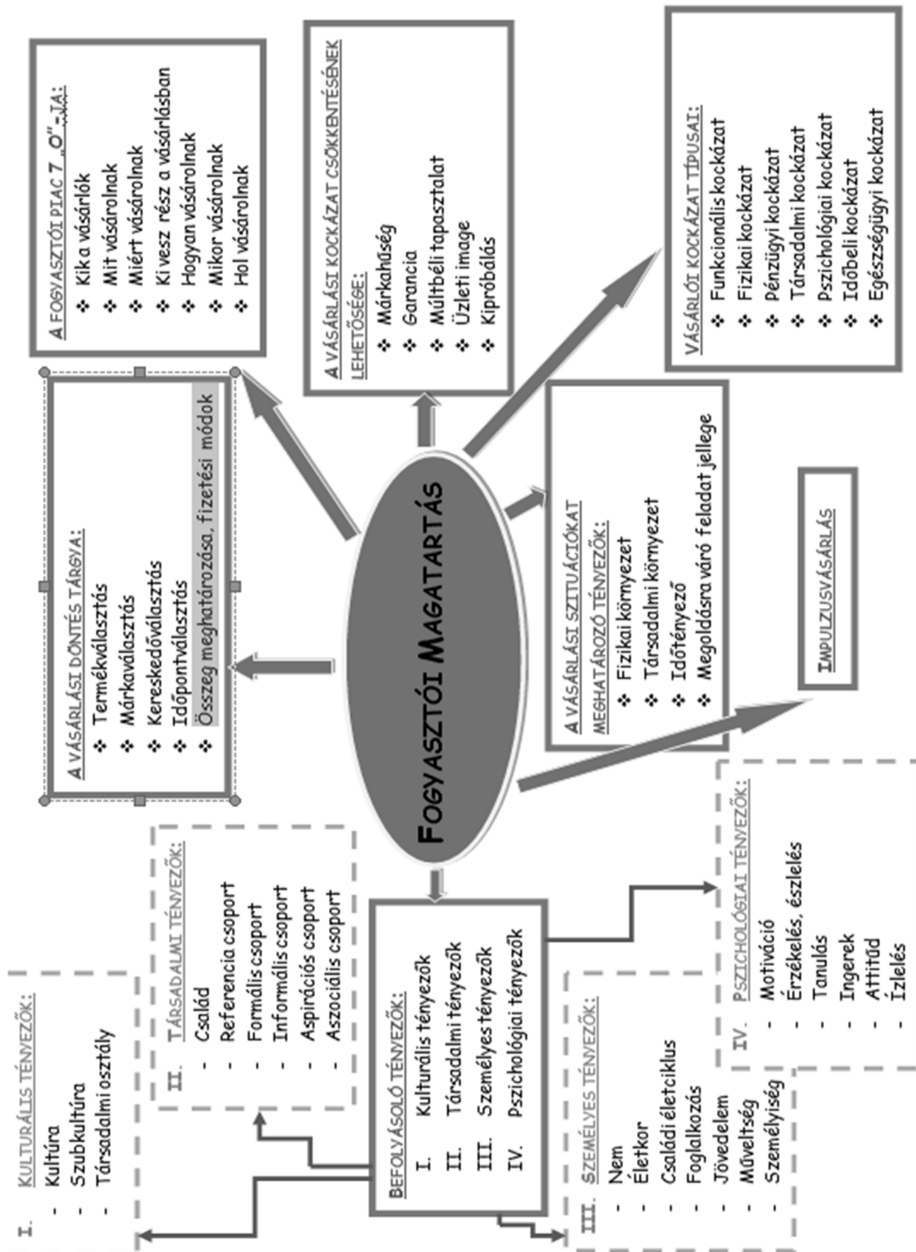 I. KULTURÁLIS TÉNYEZŐK:
- Kultúra
- Szubkultúra
- Társadalmi osztály
II. TÁRSADALMI TÉNYEZŐK:
- Család
- Referencia csoport
- Formális csoport
- Informális csoport
- Aspirációs csoport
- Aszociális csoport
A VÁSÁRLÁSI DÖNTÉS TÁRGYA:
❖ Termékválasztás
❖ Márkaválasztás
❖ Kereskedőválasztás
❖ Időpontválasztás
❖ Összeg meghatározása, fizetési módok
A FOGYASZTÓI PIAC 7 „O”-JA:
❖ Kik a vásárlók
❖ Mit vásárolnak
❖ Miért vásárolnak
❖ Ki vesz rész a vásárlásban
❖ Hogyan vásárolnak
❖ Mikor vásárolnak
❖ Hol vásárolnak
BEFOLYÁSOLÓ TÉNYEZŐK:
I. Kulturális tényezők
II. Társadalmi tényezők
III. Személyes tényezők
IV. Pszichológiai tényezők
FOGYASZTÓI MAGATARTÁS
A VÁSÁRLÁSI KOCKÁZAT CSÖKKENTÉSÉNEK
LEHETŐSÉGE:
❖ Márkahűség
❖ Garancia
❖ Múltbéli tapasztalat
❖ Üzleti image
❖ Kipróbálás
III. SZEMÉLYES TÉNYEZŐK:
- Nem
- Életkor
- Családi életciklus
- Foglalkozás
- Jövedelem
- Műveltség
- Személyiség
IV. PSZICHOLÓGIAI TÉNYEZŐK:
- Motiváció
- Érzékelés, észlelés
- Tanulás
- Ingerek
- Attitűd
- Ízlelés
A VÁSÁRLÁSI SZITUÁCIÓKAT
MEGHATÁROZÓ TÉNYEZŐK:
❖ Fizikai környezet
❖ Társadalmi környezet
❖ Időtényező
❖ Megoldásra váró feladat jellege
IMPULZUSVÁSÁRLÁS
VÁSÁRLÓI KOCKÁZAT TÍPUSAI:
❖ Funkcionális kockázat
❖ Fizikai kockázat
❖ Pénzügyi kockázat
❖ Társadalmi kockázat
❖ Pszichológiai kockázat
❖ Időbeli kockázat
❖ Egészségügyi kockázat